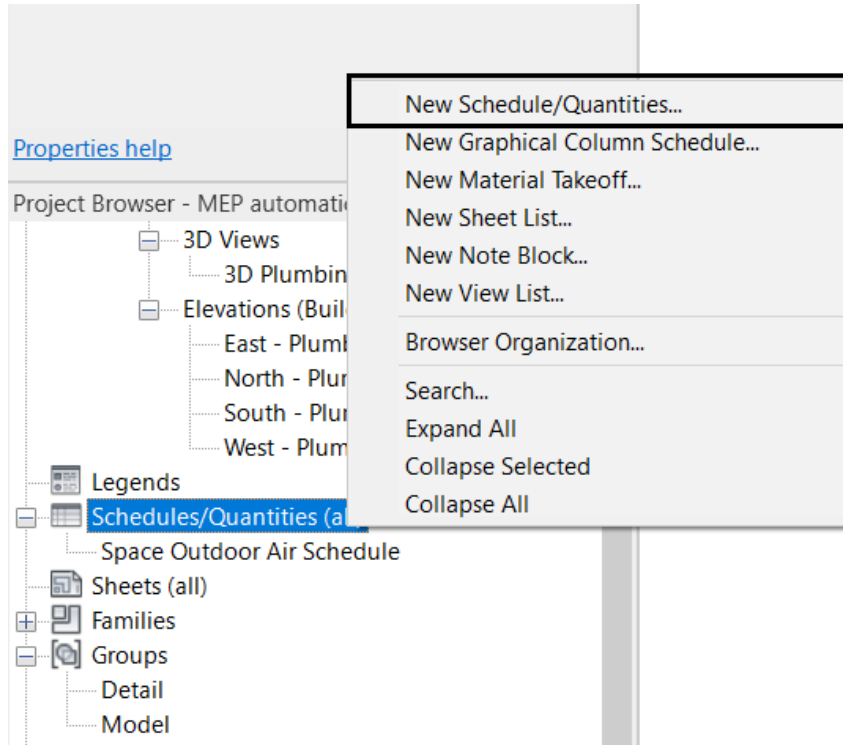 New Schedule/Quantities...
New Graphical Column Schedule...
New Material Takeoff...
New Sheet List...
New Note Block...
New View List...
Browser Organization...
Search...
Expand All
Collapse Selected
Collapse All
Properties help
Project Browser - MEP automati
3D Views
3D Plumbin
Elevations (Buil
East - Plumb
North - Plu
South - Plu
West - Plum
Legends
Schedules/Quantities (al
Space Outdoor Air Schedule
Sheets (all)
Families
Groups
Detail
Model